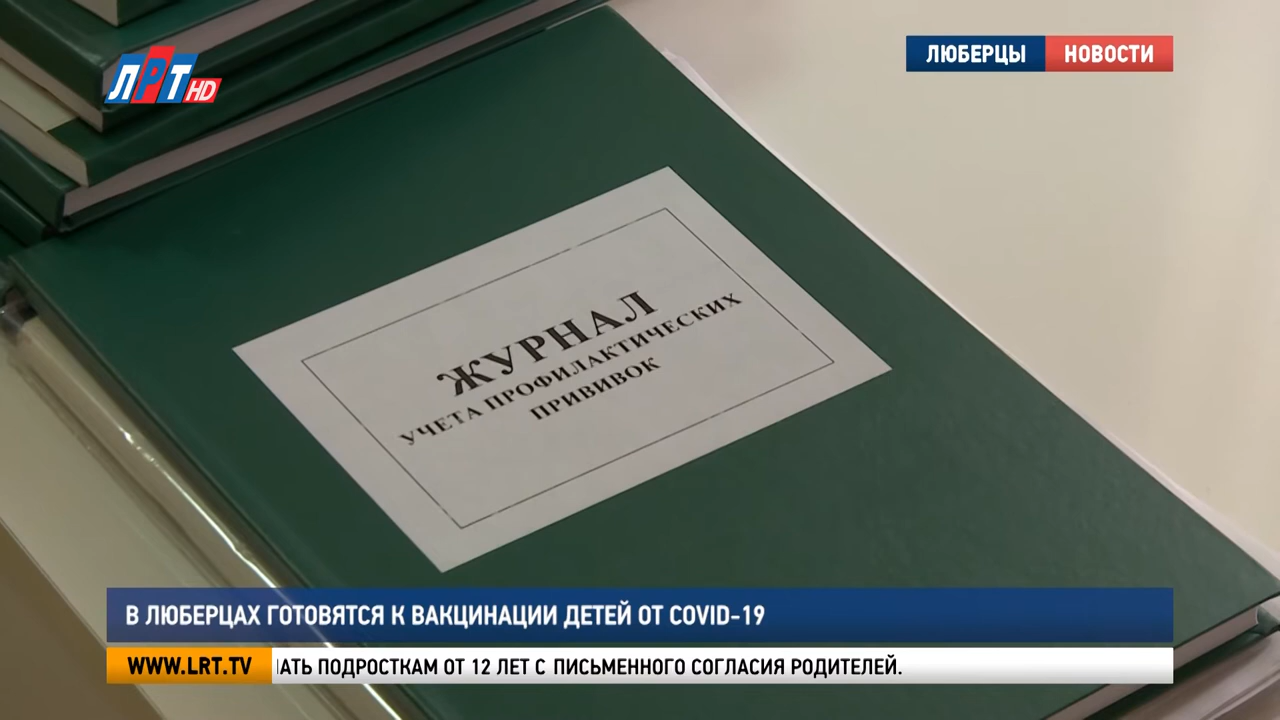 ЛРТ HD
ЛЮБЕРЦЫ НОВОСТИ
ЖУРНАЛ
УЧЕТА ПРОФИЛАКТИЧЕСКИХ
ПРИВИВОК
В ЛЮБЕРЦАХ ГОТОВЯТСЯ К ВАКЦИНАЦИИ ДЕТЕЙ ОТ COVID-19
WWW.LRT.TV ПОДРОСТКАМ ОТ 12 ЛЕТ С ПИСЬМЕННОГО СОГЛАСИЯ РОДИТЕЛЕЙ.